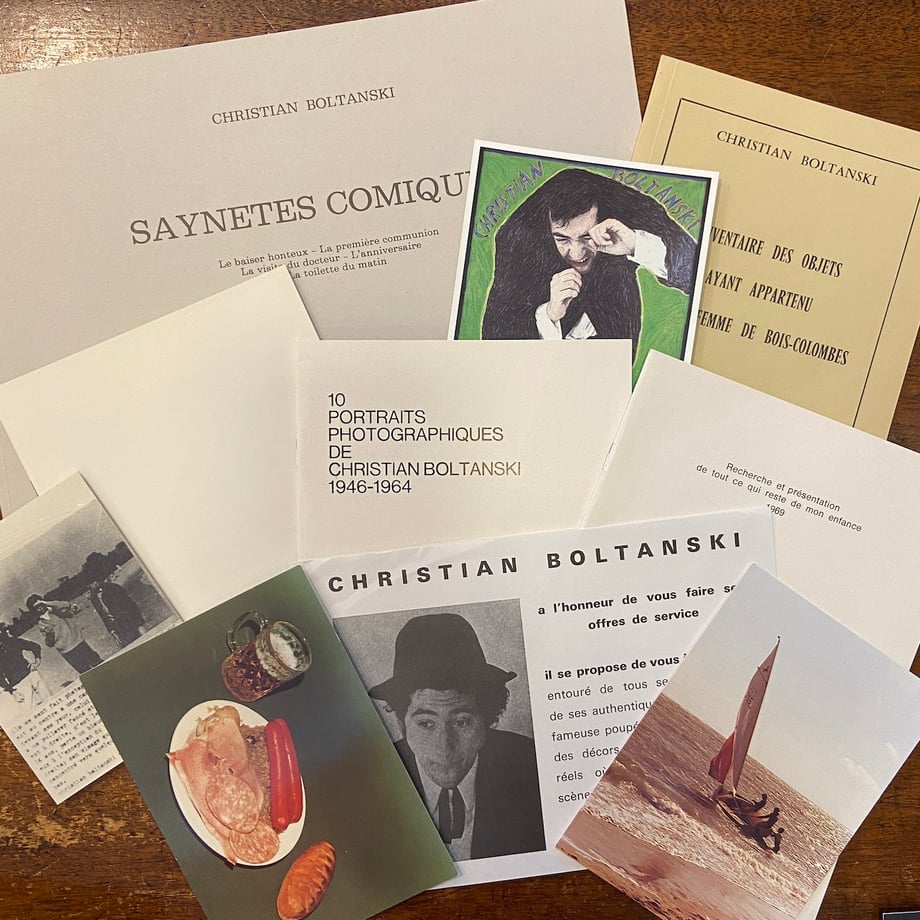 CHRISTIAN BOLTANSKI
SAYNETES COMIQU
Le baiser honteux - La première communion
La visite du docteur - L'anniversaire
La toilette du matin
CHRISTIAN BOLTANSKI
CHRISTIAN BOLTANSKI
VENTAIRE DES OBJETS
AYANT APPARTENU
FEMME DE BOIS-COLOMBES
10
PORTRAITS
PHOTOGRAPHIQUES
DE
CHRISTIAN BOLTANSKI
1946-1964
Recherche et présentation
de tout ce qui reste de mon enfance
1969
CHRISTIAN BOLTANSKI
a l'honneur de vous faire s
offres de service
il se propose de vous
entouré de tous se
de ses authentiqu
fameuse poupé
des décors
réels o
scène
christian boltanski